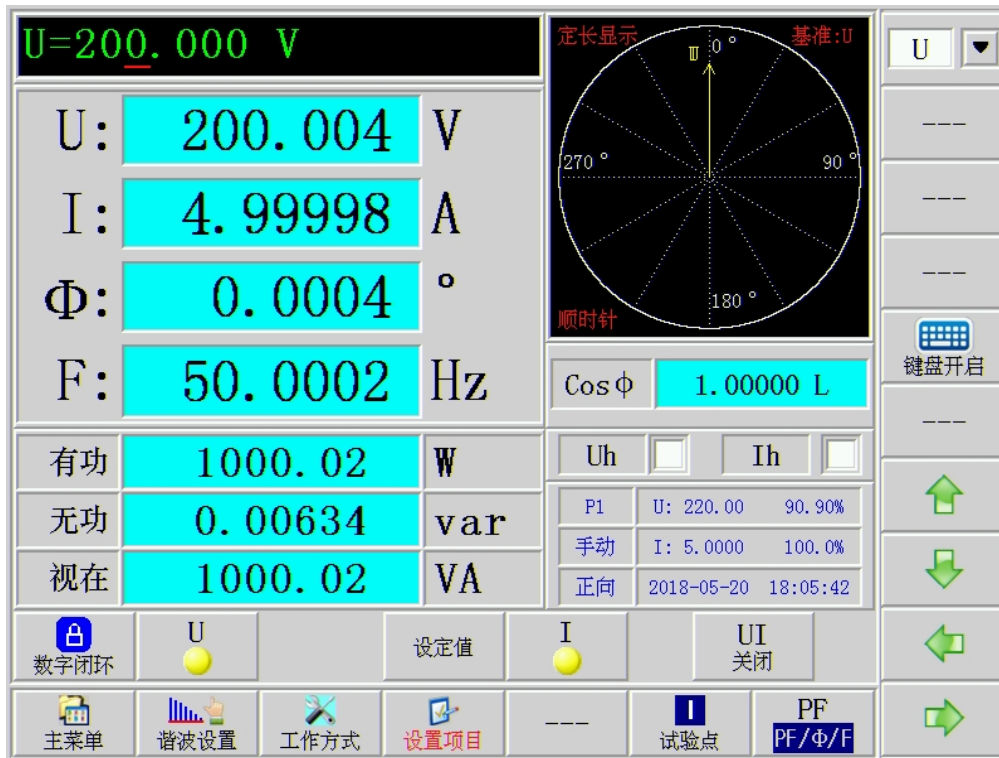 U=200.000 V
定长显示
基准:U
U
0°
270°
90°
180°
顺时针
U
U: 200.004 V
I: 4.99998 A
Φ: 0.0004 °
F: 50.0002 Hz
Cosφ 1.00000 L
有功 1000.02 W
无功 0.00634 var
视在 1000.02 VA
Uh Ih
P1 U: 220.00 90.90%
手动 I: 5.0000 100.0%
正向 2018-05-20 18:05:42
---
---
---
键盘开启
---
数字闭环
U
设定值
I
UI
关闭
主菜单
谐波设置
工作方式
设置项目
---
I
试验点
PF
PF/Φ/F